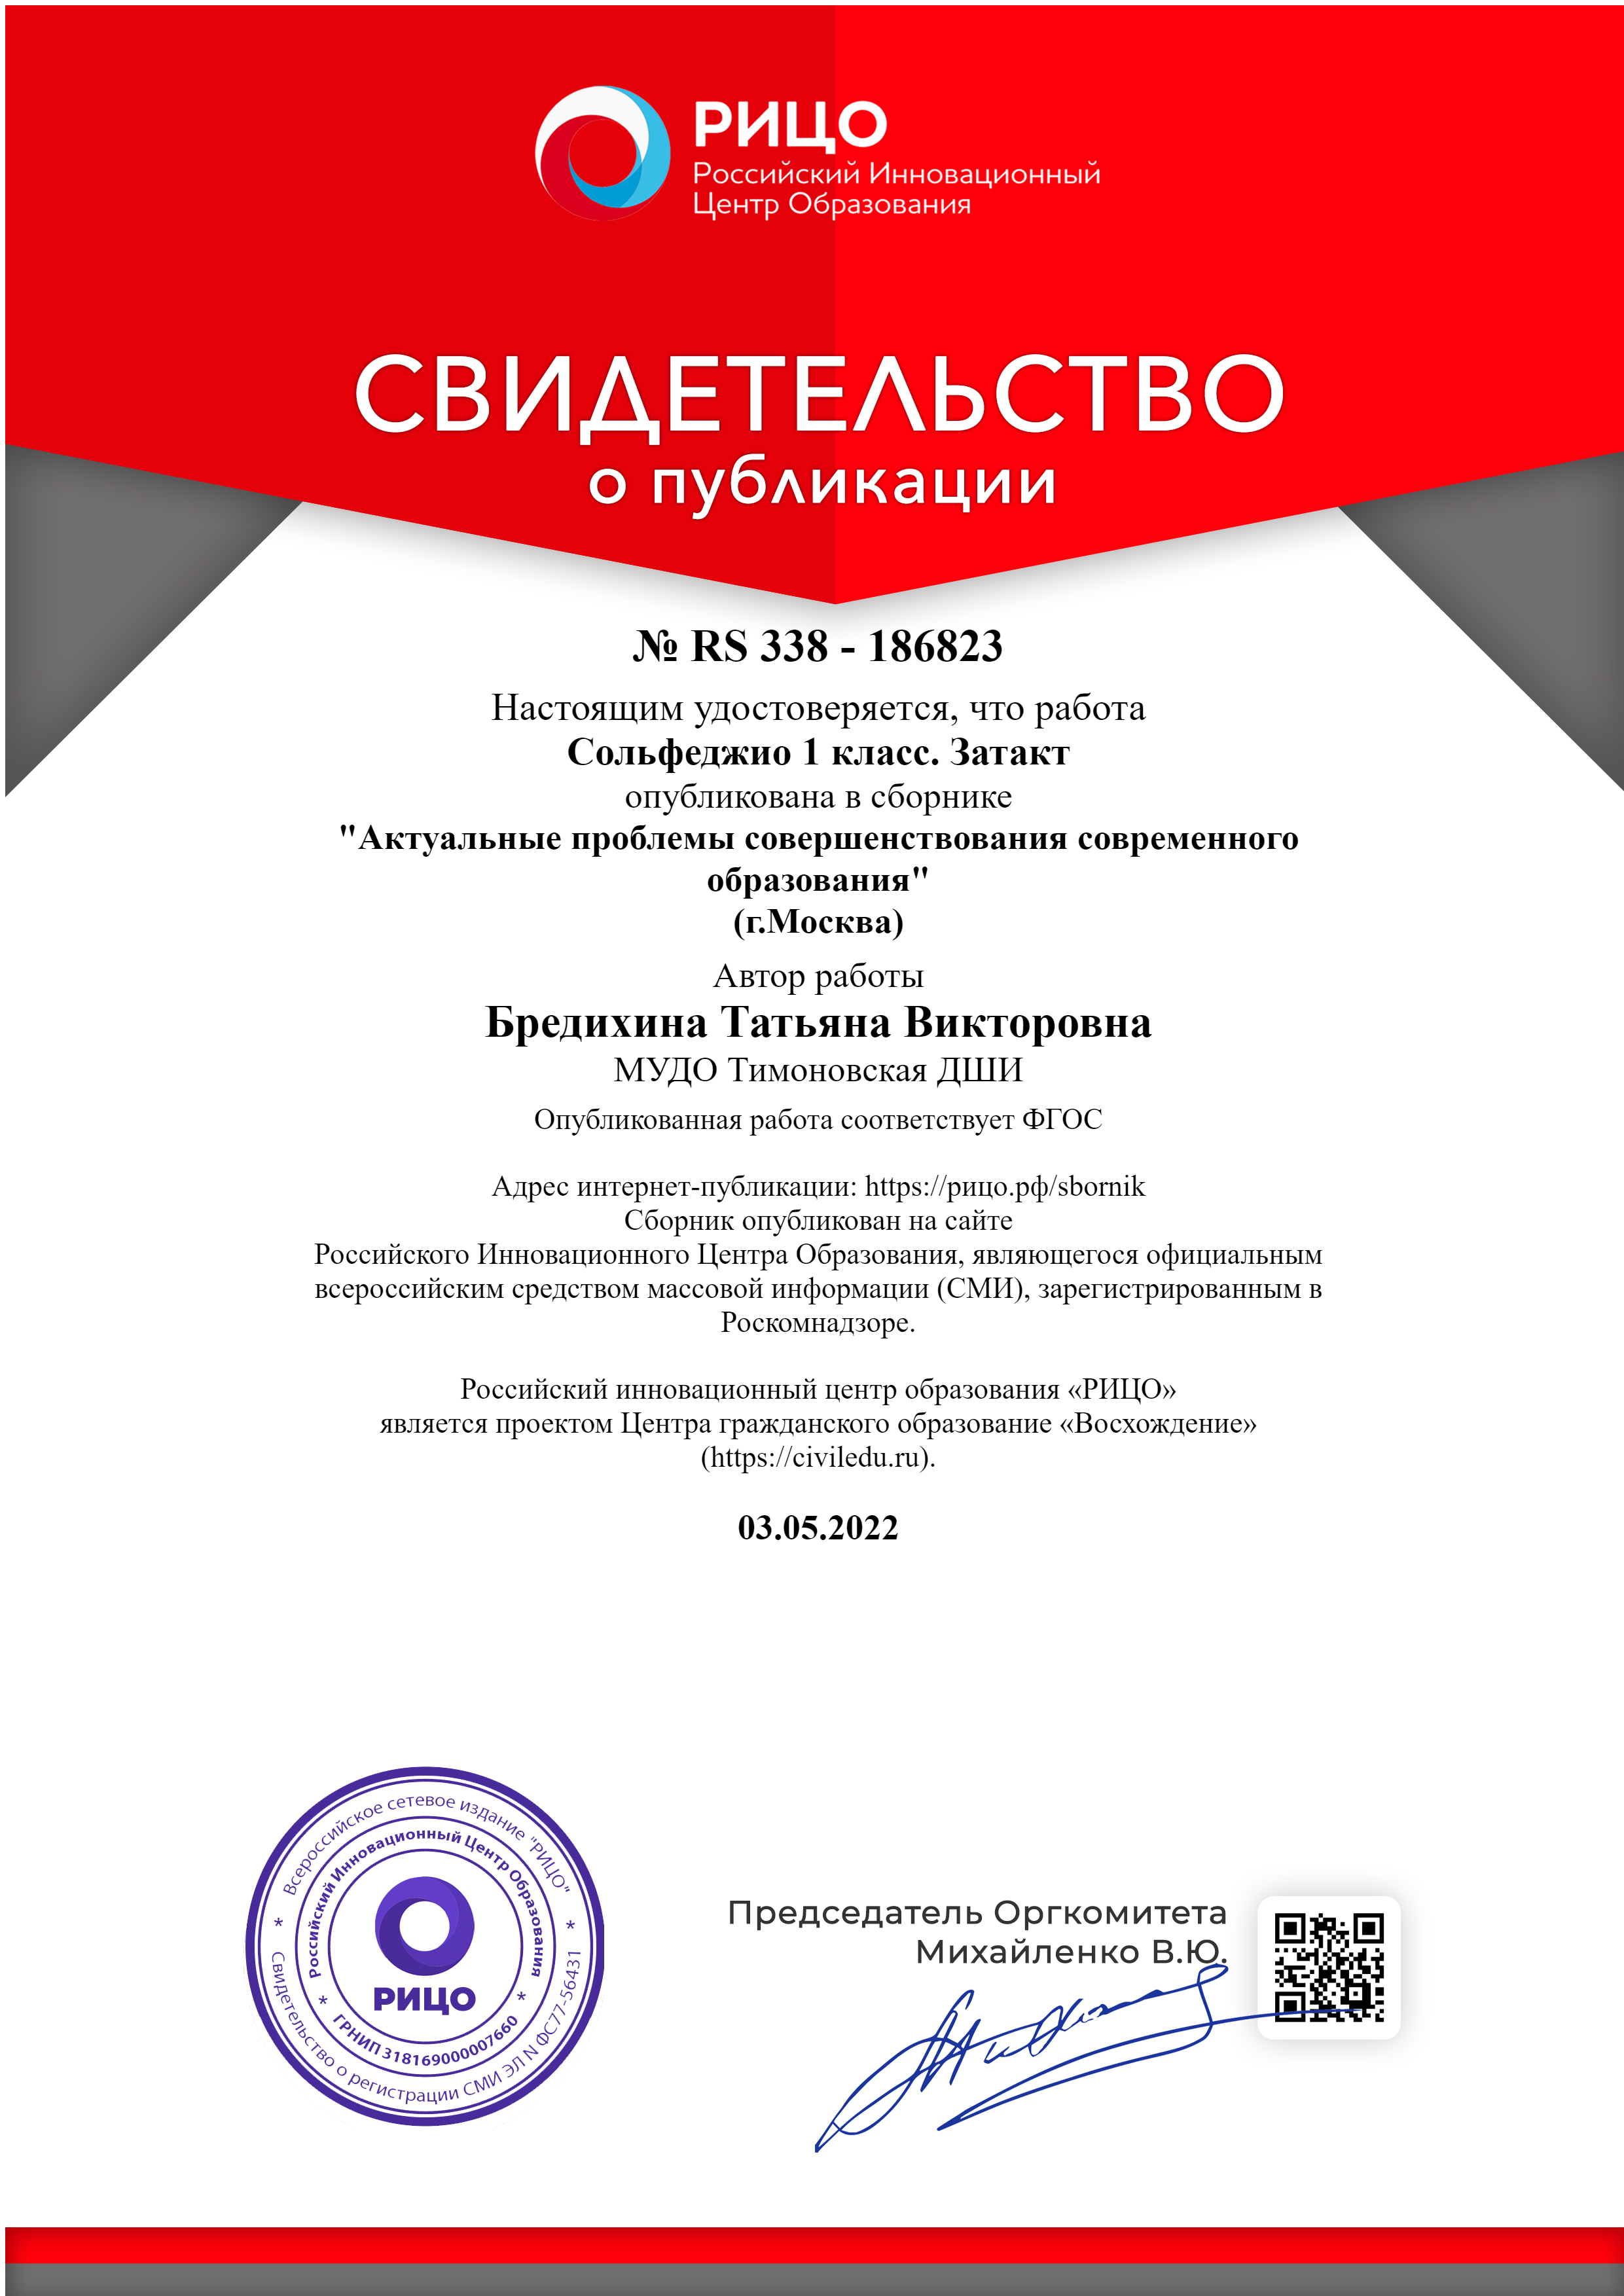 РИЦО
Российский Инновационный
Центр Образования
СВИДЕТЕЛЬСТВО
о публикации
№ RS 338 - 186823
Настоящим удостоверяется, что работа
Сольфеджио 1 класс. Затакт
опубликована в сборнике
"Актуальные проблемы совершенствования современного
образования"
(г.Москва)
Автор работы
Бредихина Татьяна Викторовна
МУДО Тимоновская ДШИ
Опубликованная работа соответствует ФГОС
Адрес интернет-публикации: https://рицо.рф/sbornik
Сборник опубликован на сайте
Российского Инновационного Центра Образования, являющегося официальным
всероссийским средством массовой информации (СМИ), зарегистрированным в
Роскомнадзоре.
Российский инновационный центр образования «РИЦО»
является проектом Центра гражданского образование «Восхождение»
(https://civiledu.ru).
03.05.2022
Всероссийское сетевое издание "РИЦО"
* Свидетельство о регистрации СМИ ЭЛ N ФС77-56431 *
Российский Инновационный Центр Образования
* ГРНИП 318169000007660 *
РИЦО
Председатель Оргкомитета
Михайленко В.Ю.